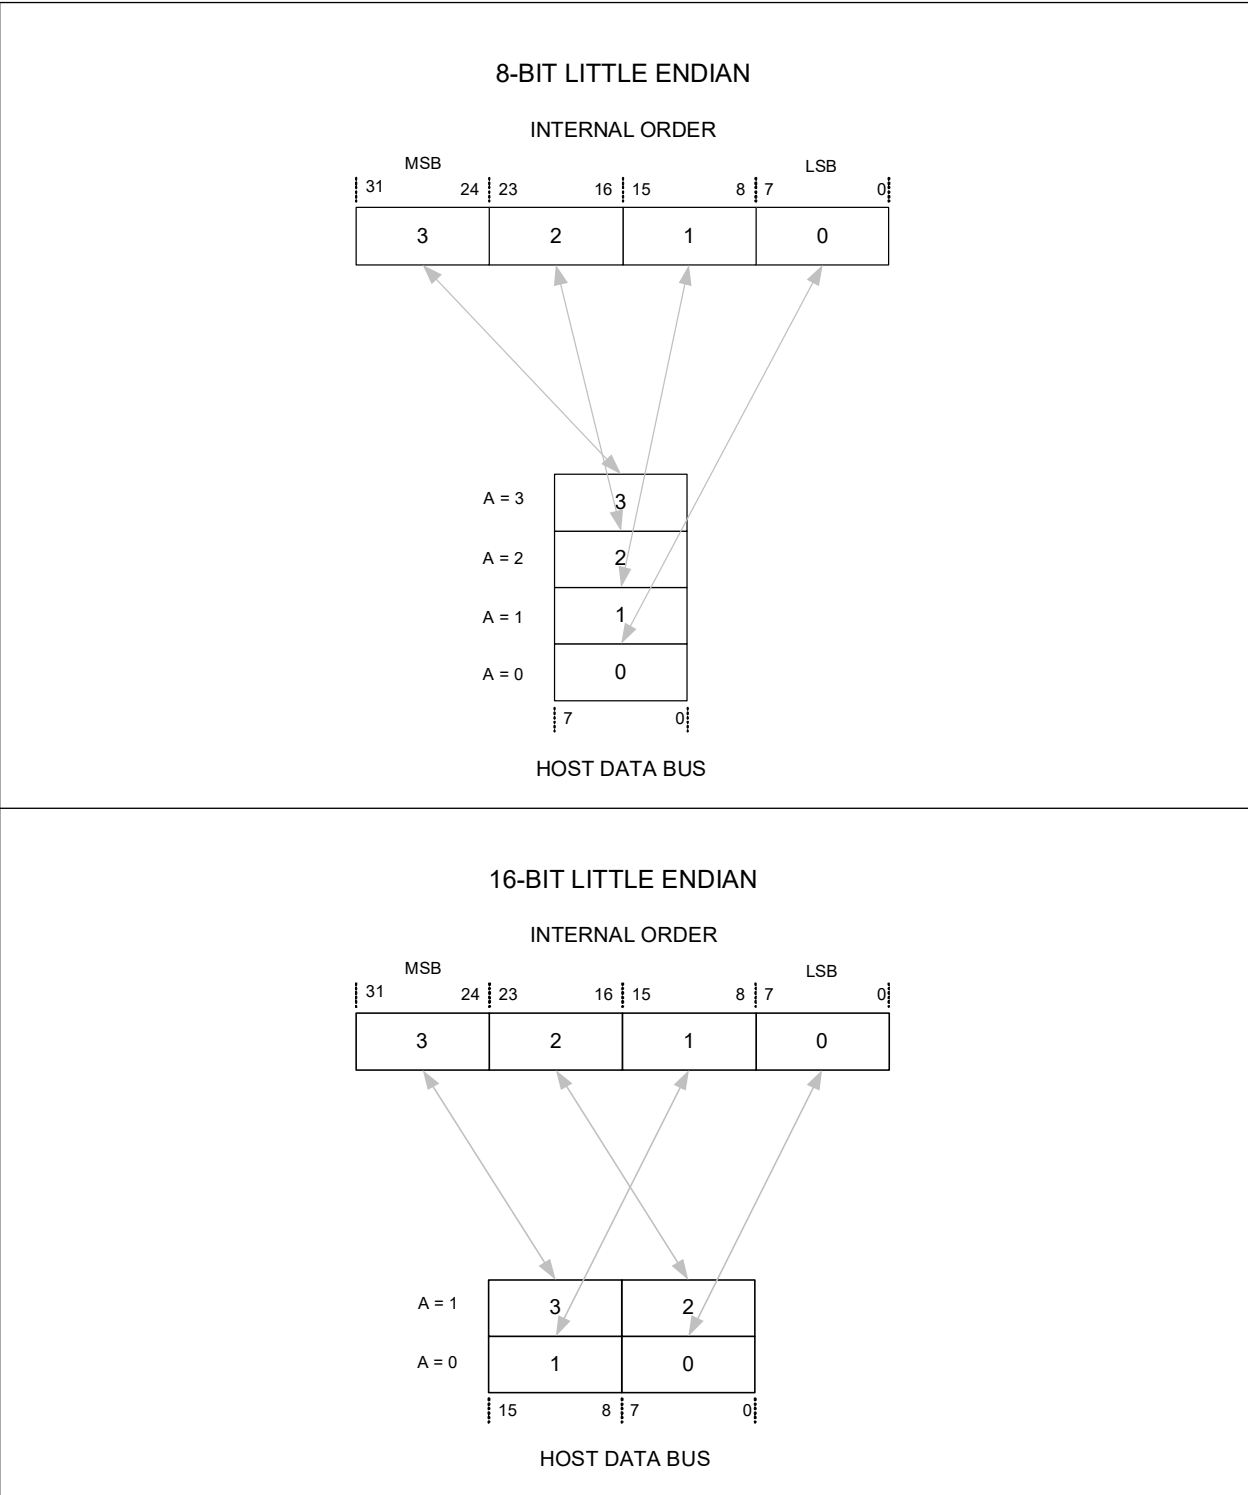 8-BIT LITTLE ENDIAN
INTERNAL ORDER
MSB LSB
31 24 23 16 15 8 7 0
3 2 1 0
A = 3 3
A = 2 2
A = 1 1
A = 0 0
7 0
HOST DATA BUS
16-BIT LITTLE ENDIAN
INTERNAL ORDER
MSB LSB
31 24 23 16 15 8 7 0
3 2 1 0
A = 1 3 2
A = 0 1 0
15 8 7 0
HOST DATA BUS